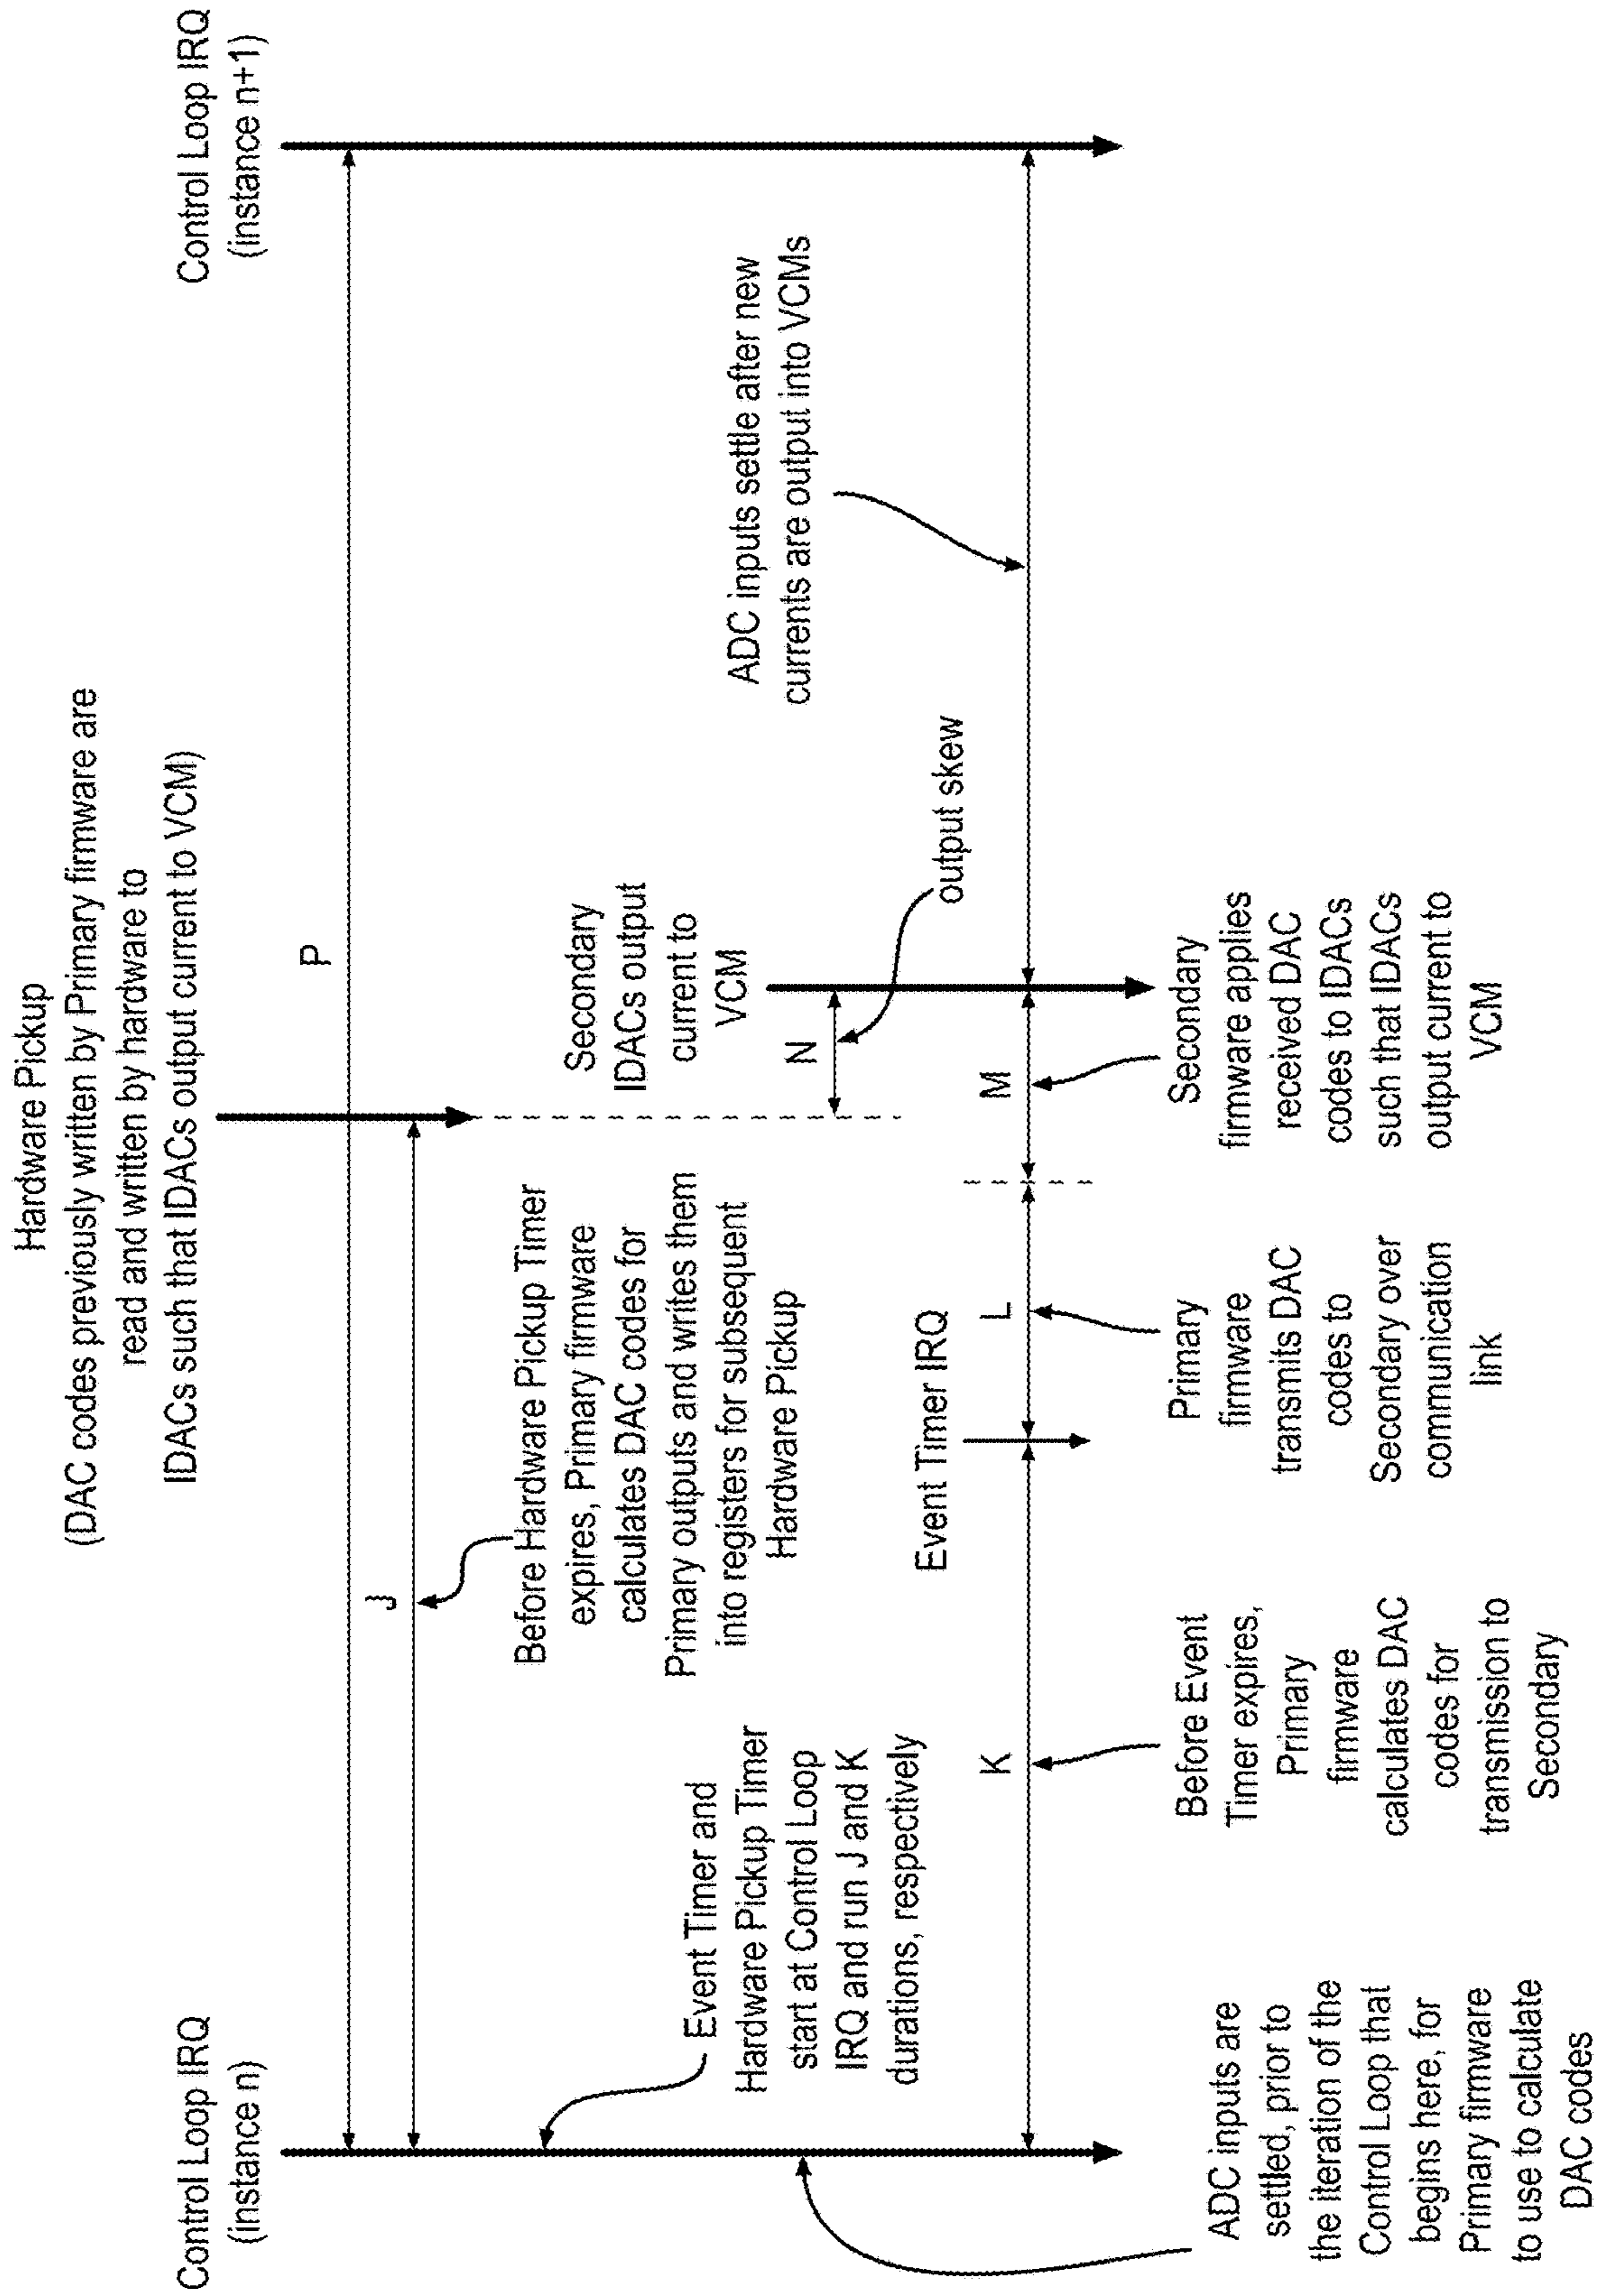 Hardware Pickup
(DAC codes previously written by Primary firmware are
read and written by hardware to
IDACs such that IDACs output current to VCM)
Control Loop IRQ
(instance n)
Control Loop IRQ
(instance n+1)
P
J
Before Hardware Pickup Timer
expires, Primary firmware
calculates DAC codes for
Primary outputs and writes them
into registers for subsequent
Hardware Pickup
Secondary
IDACs output
current to
VCM
N
output skew
ADC inputs settle after new
currents are output into VCMs
Event Timer and
Hardware Pickup Timer
start at Control Loop
IRQ and run J and K
durations, respectively
Event Timer IRQ
K
L
M
ADC inputs are
settled, prior to
the iteration of the
Control Loop that
begins here, for
Primary firmware
to use to calculate
DAC codes
Before Event
Timer expires,
Primary
firmware
calculates DAC
codes for
transmission to
Secondary
Primary
firmware
transmits DAC
codes to
Secondary over
communication
link
Secondary
firmware applies
received DAC
codes to IDACs
such that IDACs
output current to
VCM